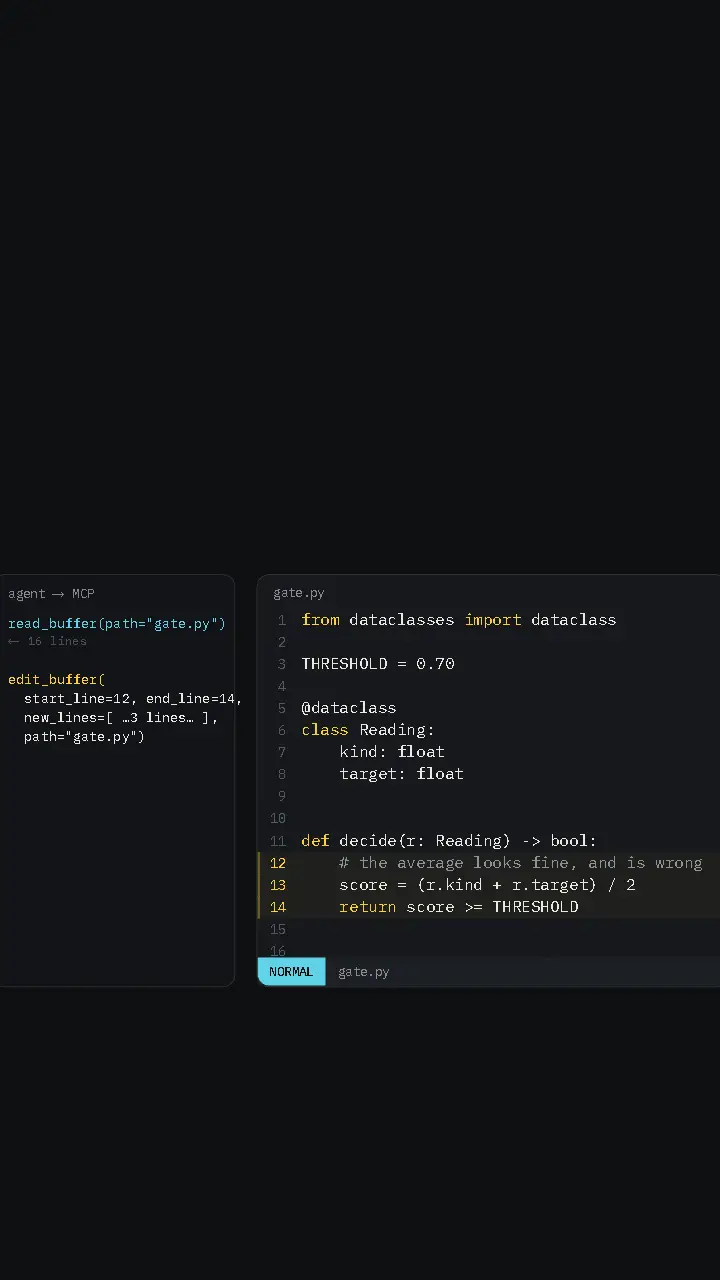 agent → MCP
read_buffer(path="gate.py")
← 16 lines
edit_buffer(
start_line=12, end_line=14,
new_lines=[ …3 lines… ],
path="gate.py")
gate.py
1 from dataclasses import dataclass
2
3 THRESHOLD = 0.70
4
5 @dataclass
6 class Reading:
7 kind: float
8 target: float
9
10
11 def decide(r: Reading) -> bool:
12 # the average looks fine, and is wrong
13 score = (r.kind + r.target) / 2
14 return score >= THRESHOLD
15
16
NORMAL gate.py